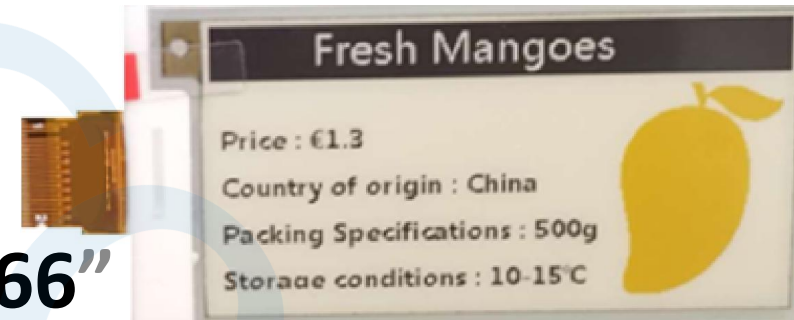 Fresh Mangoes
Price : €1.3
Country of origin : China
Packing Specifications : 500g
Storage conditions : 10-15℃
66”